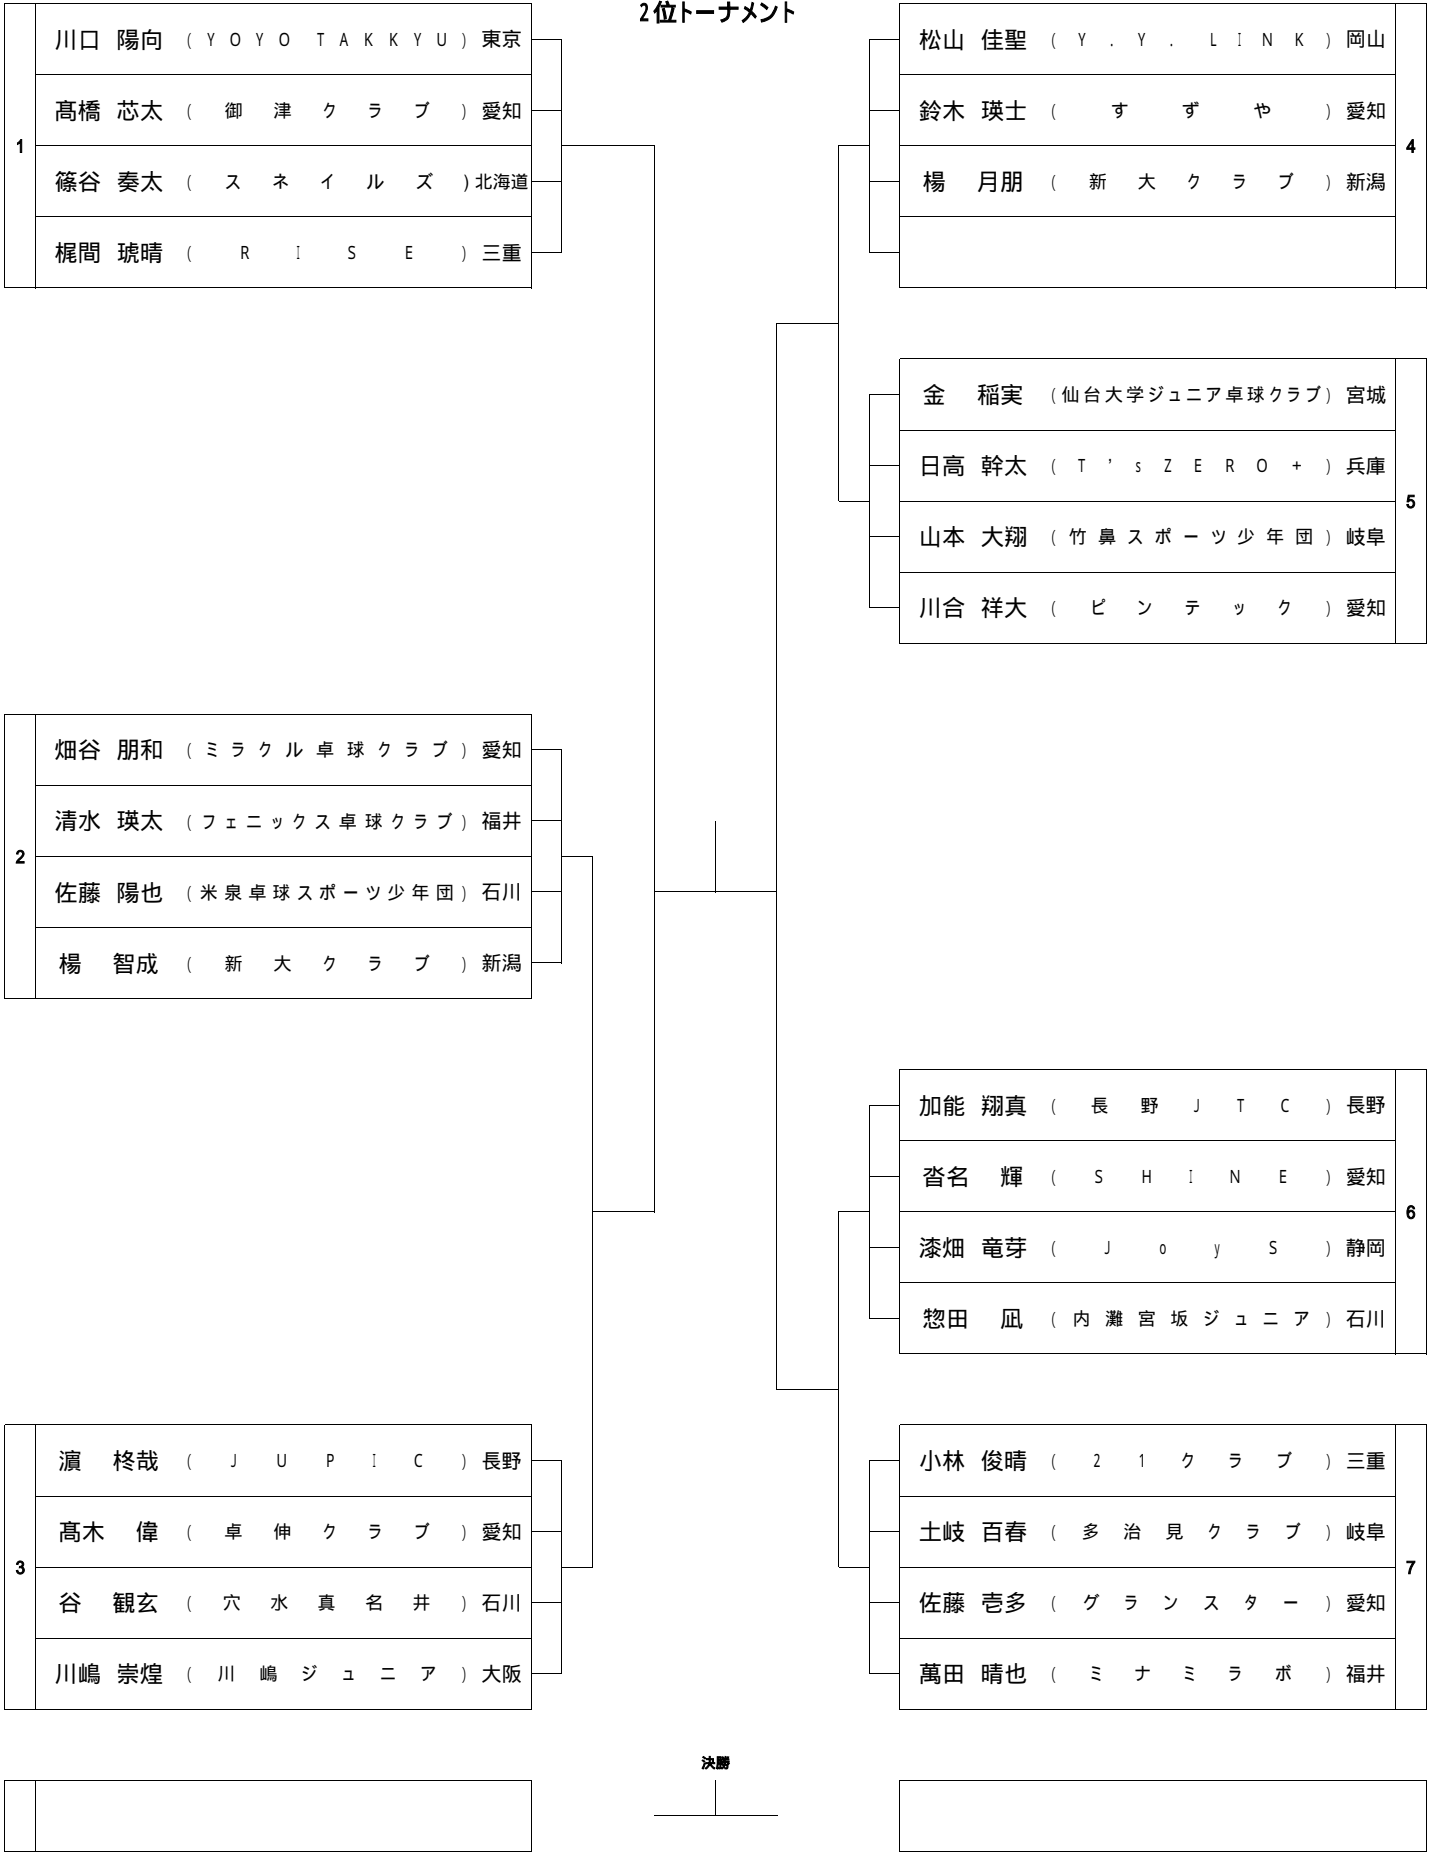 2位トーナメント
1
川口 陽向 (YOYO TAKKYU) 東京
髙橋 芯太 (御津クラブ) 愛知
篠谷 奏太 (スネイルズ) 北海道
梶間 琥晴 (RISE) 三重
2
畑谷 朋和 (ミラクル卓球クラブ) 愛知
清水 瑛太 (フェニックス卓球クラブ) 福井
佐藤 陽也 (米泉卓球スポーツ少年団) 石川
楊 智成 (新大クラブ) 新潟
3
濵 柊哉 (JUPIC) 長野
髙木 偉 (卓伸クラブ) 愛知
谷 観玄 (穴水真名井) 石川
川嶋 崇煌 (川嶋ジュニア) 大阪
松山 佳聖 (Y.Y.LINK) 岡山
鈴木 瑛士 (すずや) 愛知
楊 月朋 (新大クラブ) 新潟
4
金 稲実 (仙台大学ジュニア卓球クラブ) 宮城
日高 幹太 (T'sZERO+) 兵庫
山本 大翔 (竹鼻スポーツ少年団) 岐阜
川合 祥大 (ピンテック) 愛知
5
加能 翔真 (長野JTC) 長野
沓名 輝 (SHINE) 愛知
漆畑 竜芽 (JoyS) 静岡
惣田 凪 (内灘宮坂ジュニア) 石川
6
小林 俊晴 (21クラブ) 三重
土岐 百春 (多治見クラブ) 岐阜
佐藤 壱多 (グランスター) 愛知
萬田 晴也 (ミナミラボ) 福井
7
決勝